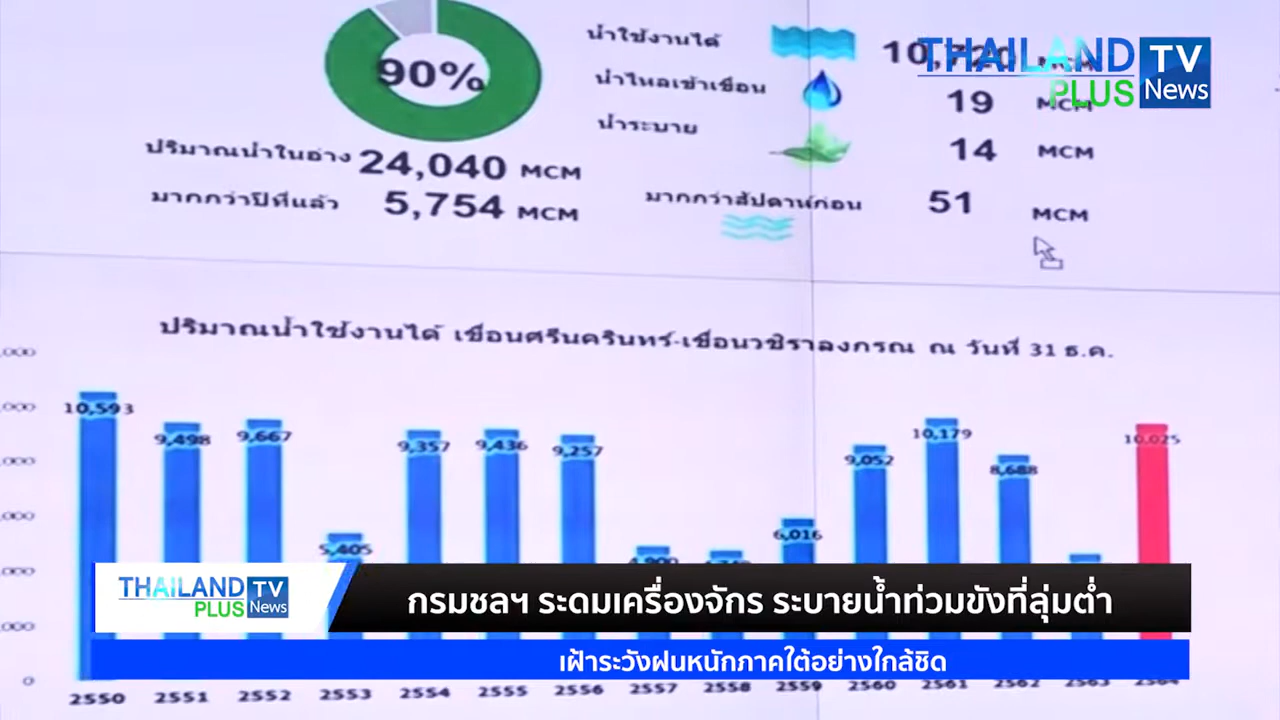 90%
น้ำใช้งานได้ 10,720
น้ำไหลเข้าเขื่อน 19 MCM
น้ำระบาย 14 MCM
ปริมาณน้ำในอ่าง 24,040 MCM
มากกว่าปีที่แล้ว 5,754 MCM
มากกว่าสัปดาห์ก่อน 51 MCM
THAILAND PLUS TV News
ปริมาณน้ำใช้งานได้ เขื่อนศรีนครินทร์-เขื่อนวชิราลงกรณ ณ วันที่ 31 ธ.ค.
,000
,000
,000
,000
,000
,000
0
10,593 9,498 9,667 5,405 9,357 9,436 9,257 6,016 9,052 10,179 8,688 10,025
THAILAND PLUS TV News
กรมชลฯ ระดมเครื่องจักร ระบายน้ำท่วมขังที่ลุ่มต่ำ
เฝ้าระวังฝนหนักภาคใต้อย่างใกล้ชิด
2550 2551 2552 2553 2554 2555 2556 2557 2558 2559 2560 2561 2562 2563 2564